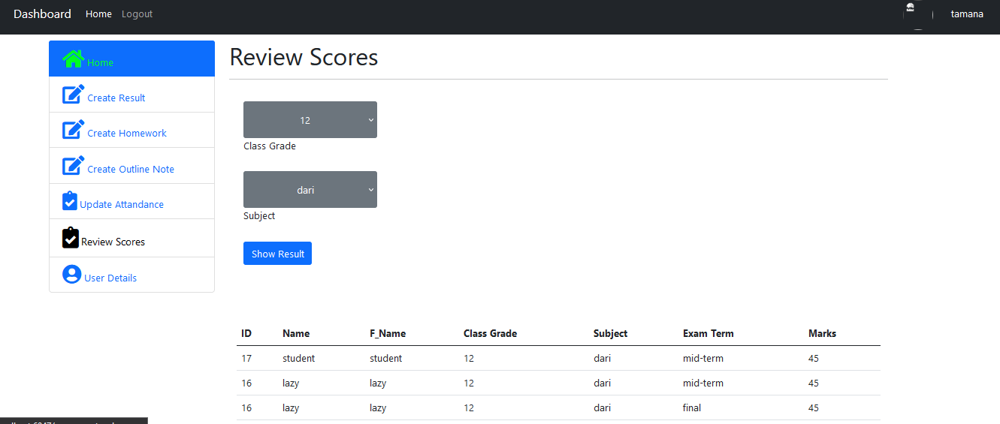 Dashboard Home Logout tamana
Home
Create Result
Create Homework
Create Outline Note
Update Attandance
Review Scores
User Details
Review Scores
12
Class Grade
dari
Subject
Show Result
ID Name F_Name Class Grade Subject Exam Term Marks
17 student student 12 dari mid-term 45
16 lazy lazy 12 dari mid-term 45
16 lazy lazy 12 dari final 45